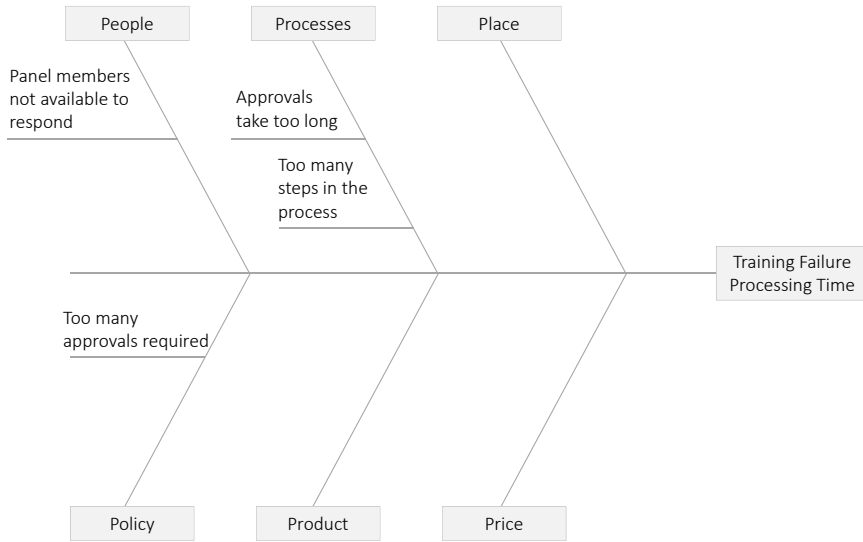 People
Processes
Place
Panel members
not available to
respond
Approvals
take too long
Too many
steps in the
process
Training Failure
Processing Time
Too many
approvals required
Policy
Product
Price